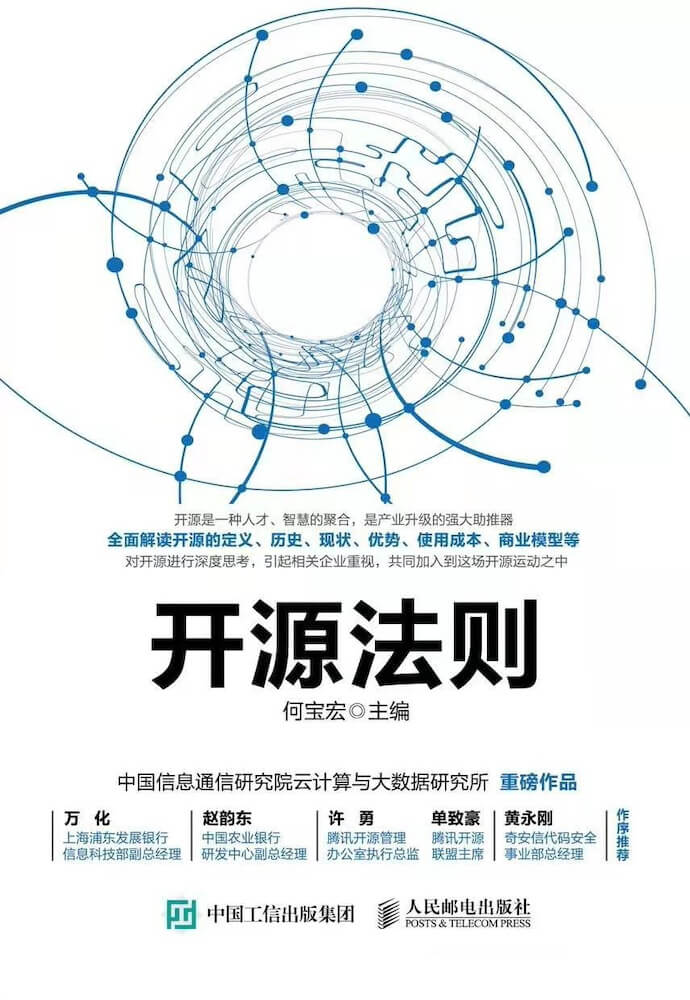 开源是一种人才、智慧的聚合，是产业升级的强大助推器
全面解读开源的定义、历史、现状、优势、使用成本、商业模型等
对开源进行深度思考，引起相关企业重视，共同加入到这场开源运动之中
开源法则
何宝宏◎主编
中国信息通信研究院云计算与大数据研究所 重磅作品
万 化
上海浦东发展银行
信息科技部副总经理
赵韵东
中国农业银行
研发中心副总经理
许 勇
腾讯开源管理
办公室执行总监
单致豪
腾讯开源
联盟主席
黄永刚
奇安信代码安全
事业部总经理
作序推荐
中国工信出版集团
人民邮电出版社
POSTS & TELECOM PRESS